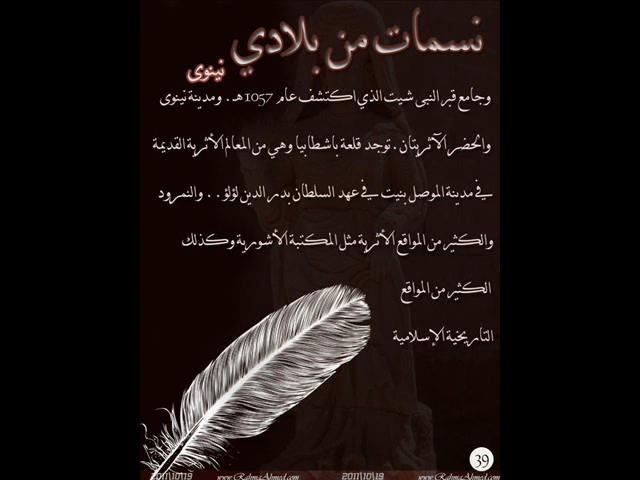 نسمات من بلادي
نينوى
وجامع قبر النبي شيت الذي اكتشف عام 1057 هـ . ومدينة نينوى
والحضر الآثريتان . توجد قلعة باشطابيا وهي من المعالم الأثرية القديمة
في مدينة الموصل بنيت في عهد السلطان بدر الدين لؤلؤ . . والنمرود
والكثير من المواقع الأثرية مثل المكتبة الأشورية وكذلك
الكثير من المواقع
التاريخية الإسلامية
39
2011|10|19 www.RahmaAhmed.com 2011|10|19 www.RahmaAhmed.com